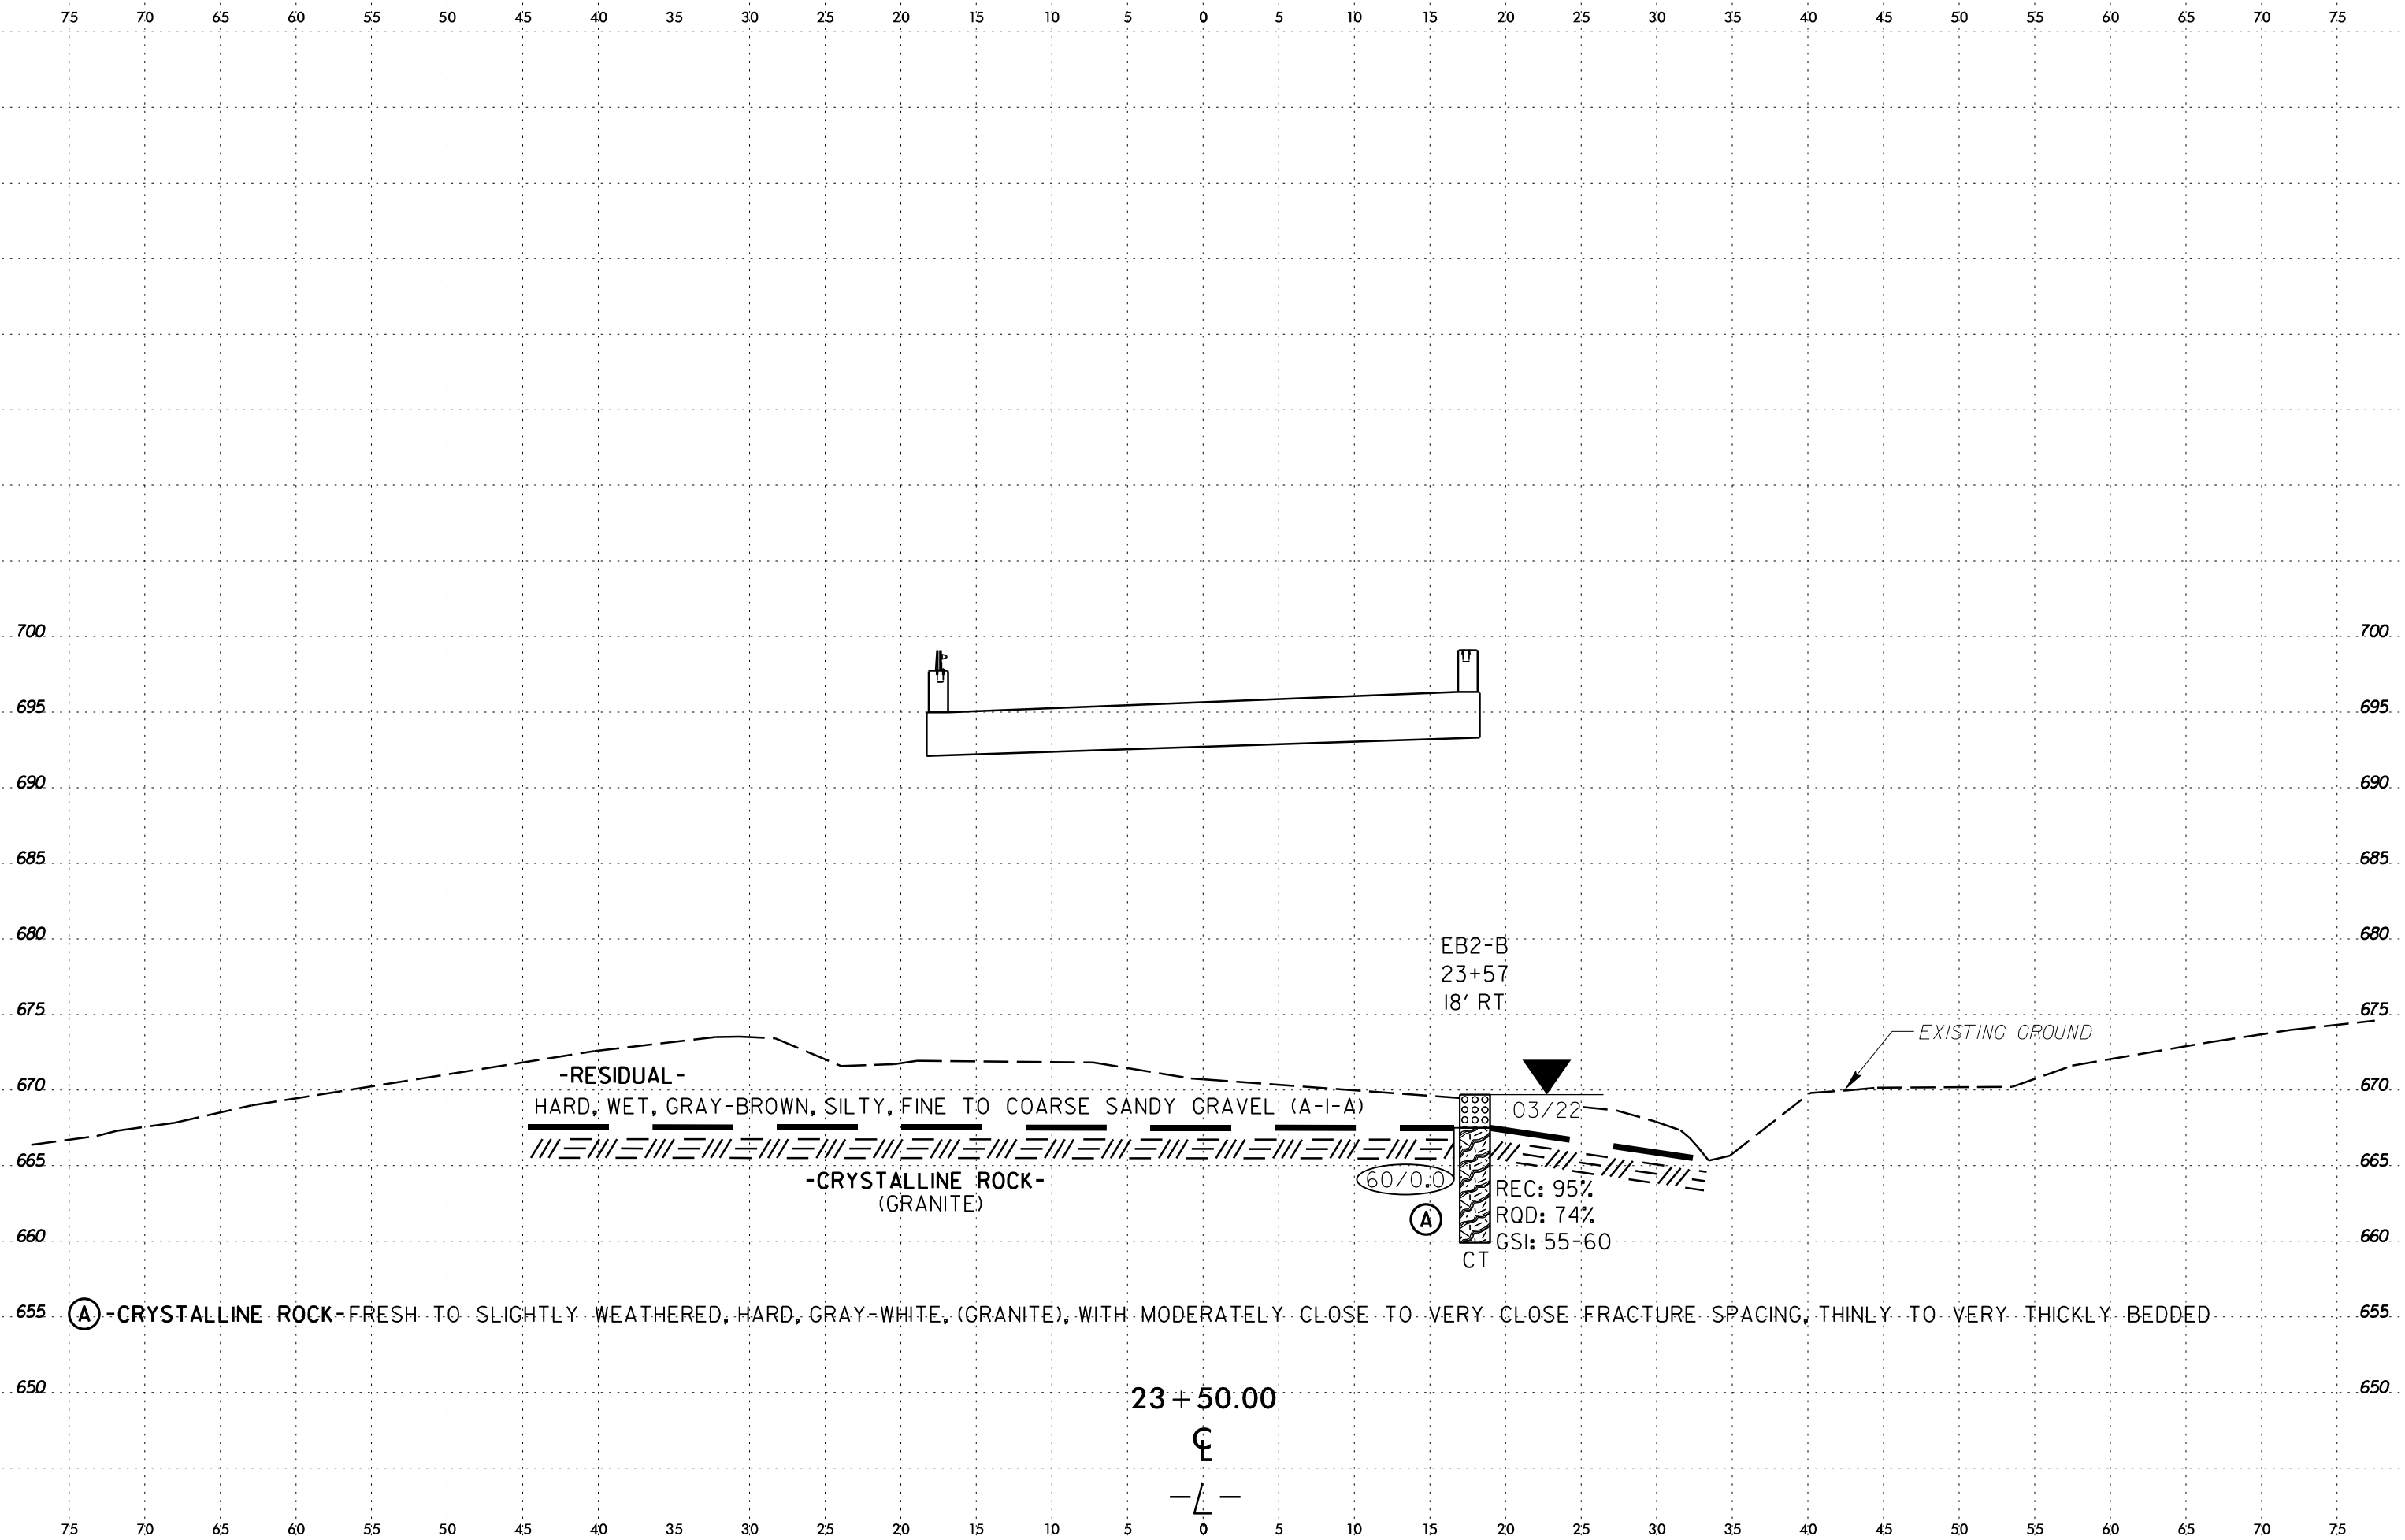 75 70 65 60 55 50 45 40 35 30 25 20 15 10 5 0 5 10 15 20 25 30 35 40 45 50 55 60 65 70 75
700 700
695 695
690 690
685 685
680 680
EB2-B
23+57
18' RT
675 675
EXISTING GROUND
-RESIDUAL-
670 670
HARD, WET, GRAY-BROWN, SILTY, FINE TO COARSE SANDY GRAVEL (A-1-A)
03/22
665 665
-CRYSTALLINE ROCK-
(GRANITE)
60/0.0
REC: 95%
RQD: 74%
GSI: 55-60
A
660 660
CT
655 655
A -CRYSTALLINE ROCK-FRESH TO SLIGHTLY WEATHERED, HARD, GRAY-WHITE, (GRANITE), WITH MODERATELY CLOSE TO VERY CLOSE FRACTURE SPACING, THINLY TO VERY THICKLY BEDDED
650 650
23+50.00
℄
-L-
75 70 65 60 55 50 45 40 35 30 25 20 15 10 5 0 5 10 15 20 25 30 35 40 45 50 55 60 65 70 75